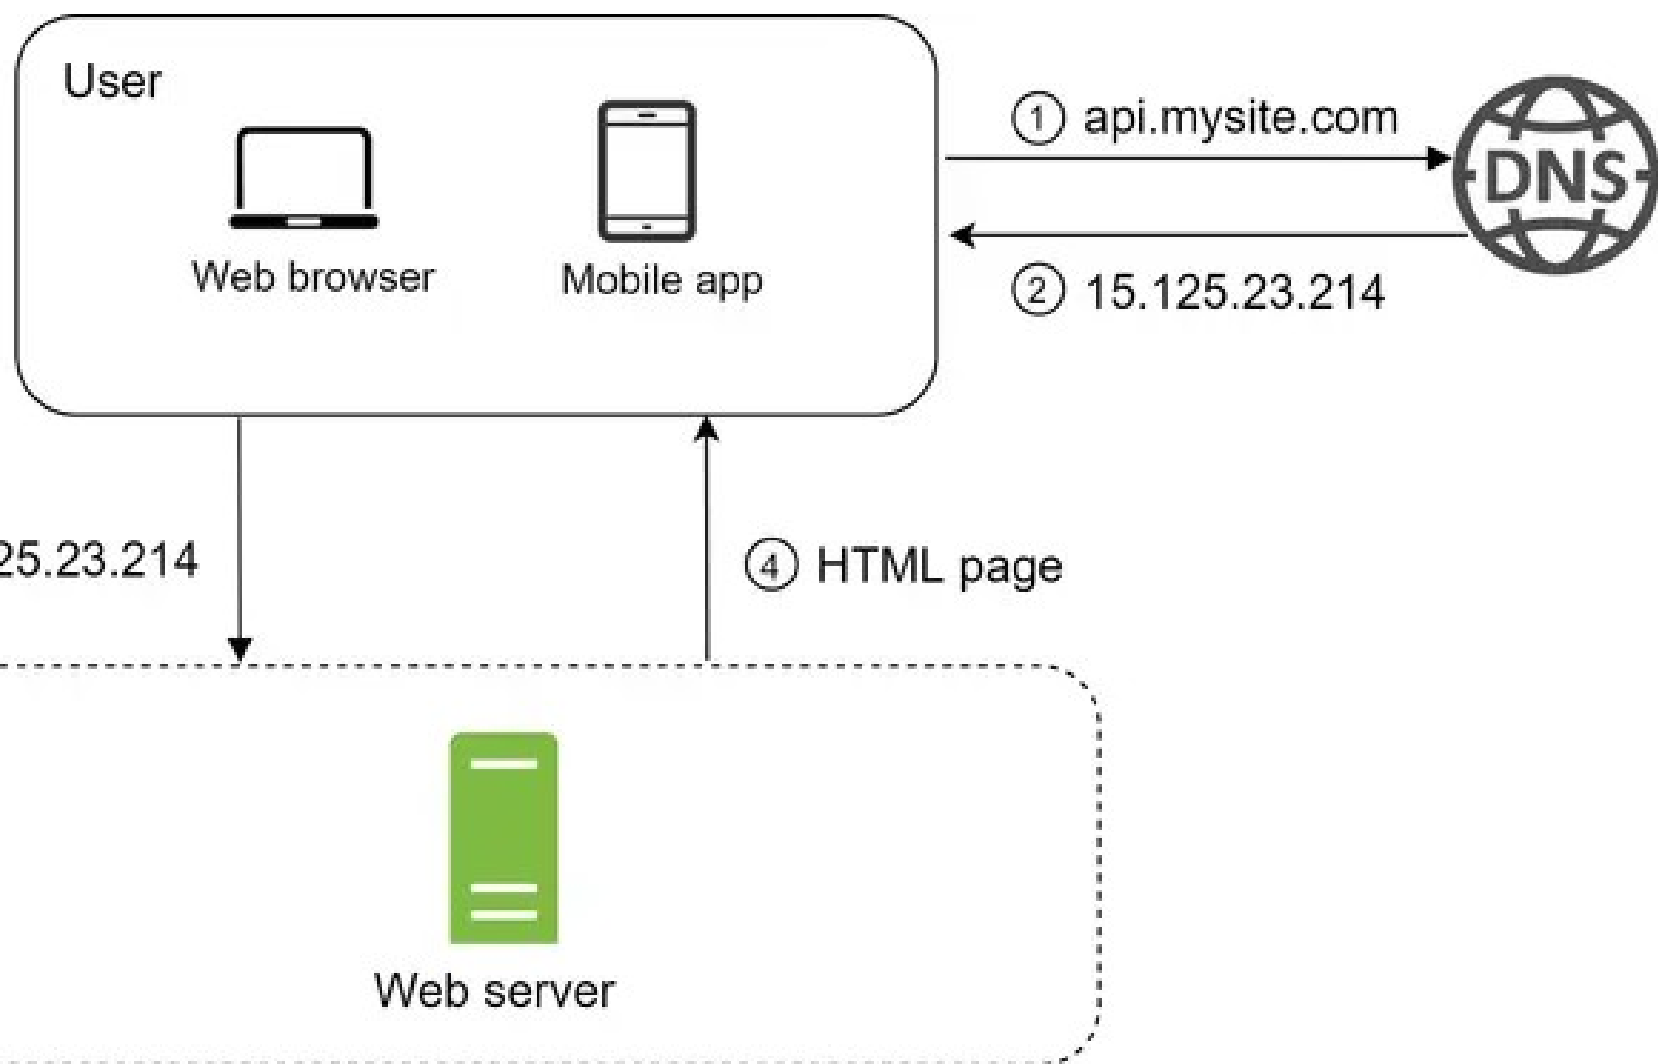 User
Web browser
Mobile app
① api.mysite.com
DNS
② 15.125.23.214
25.23.214
④ HTML page
Web server